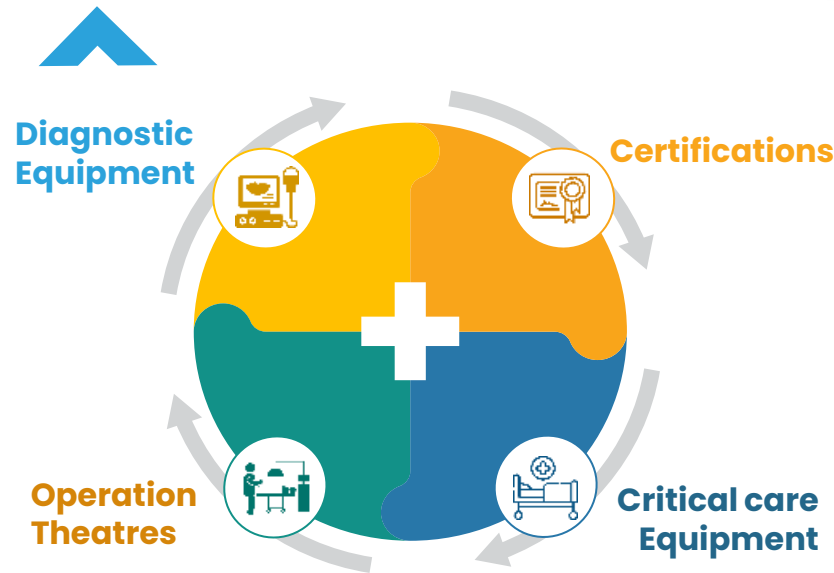 Diagnostic
Equipment
Certifications
Operation
Theatres
Critical care
Equipment